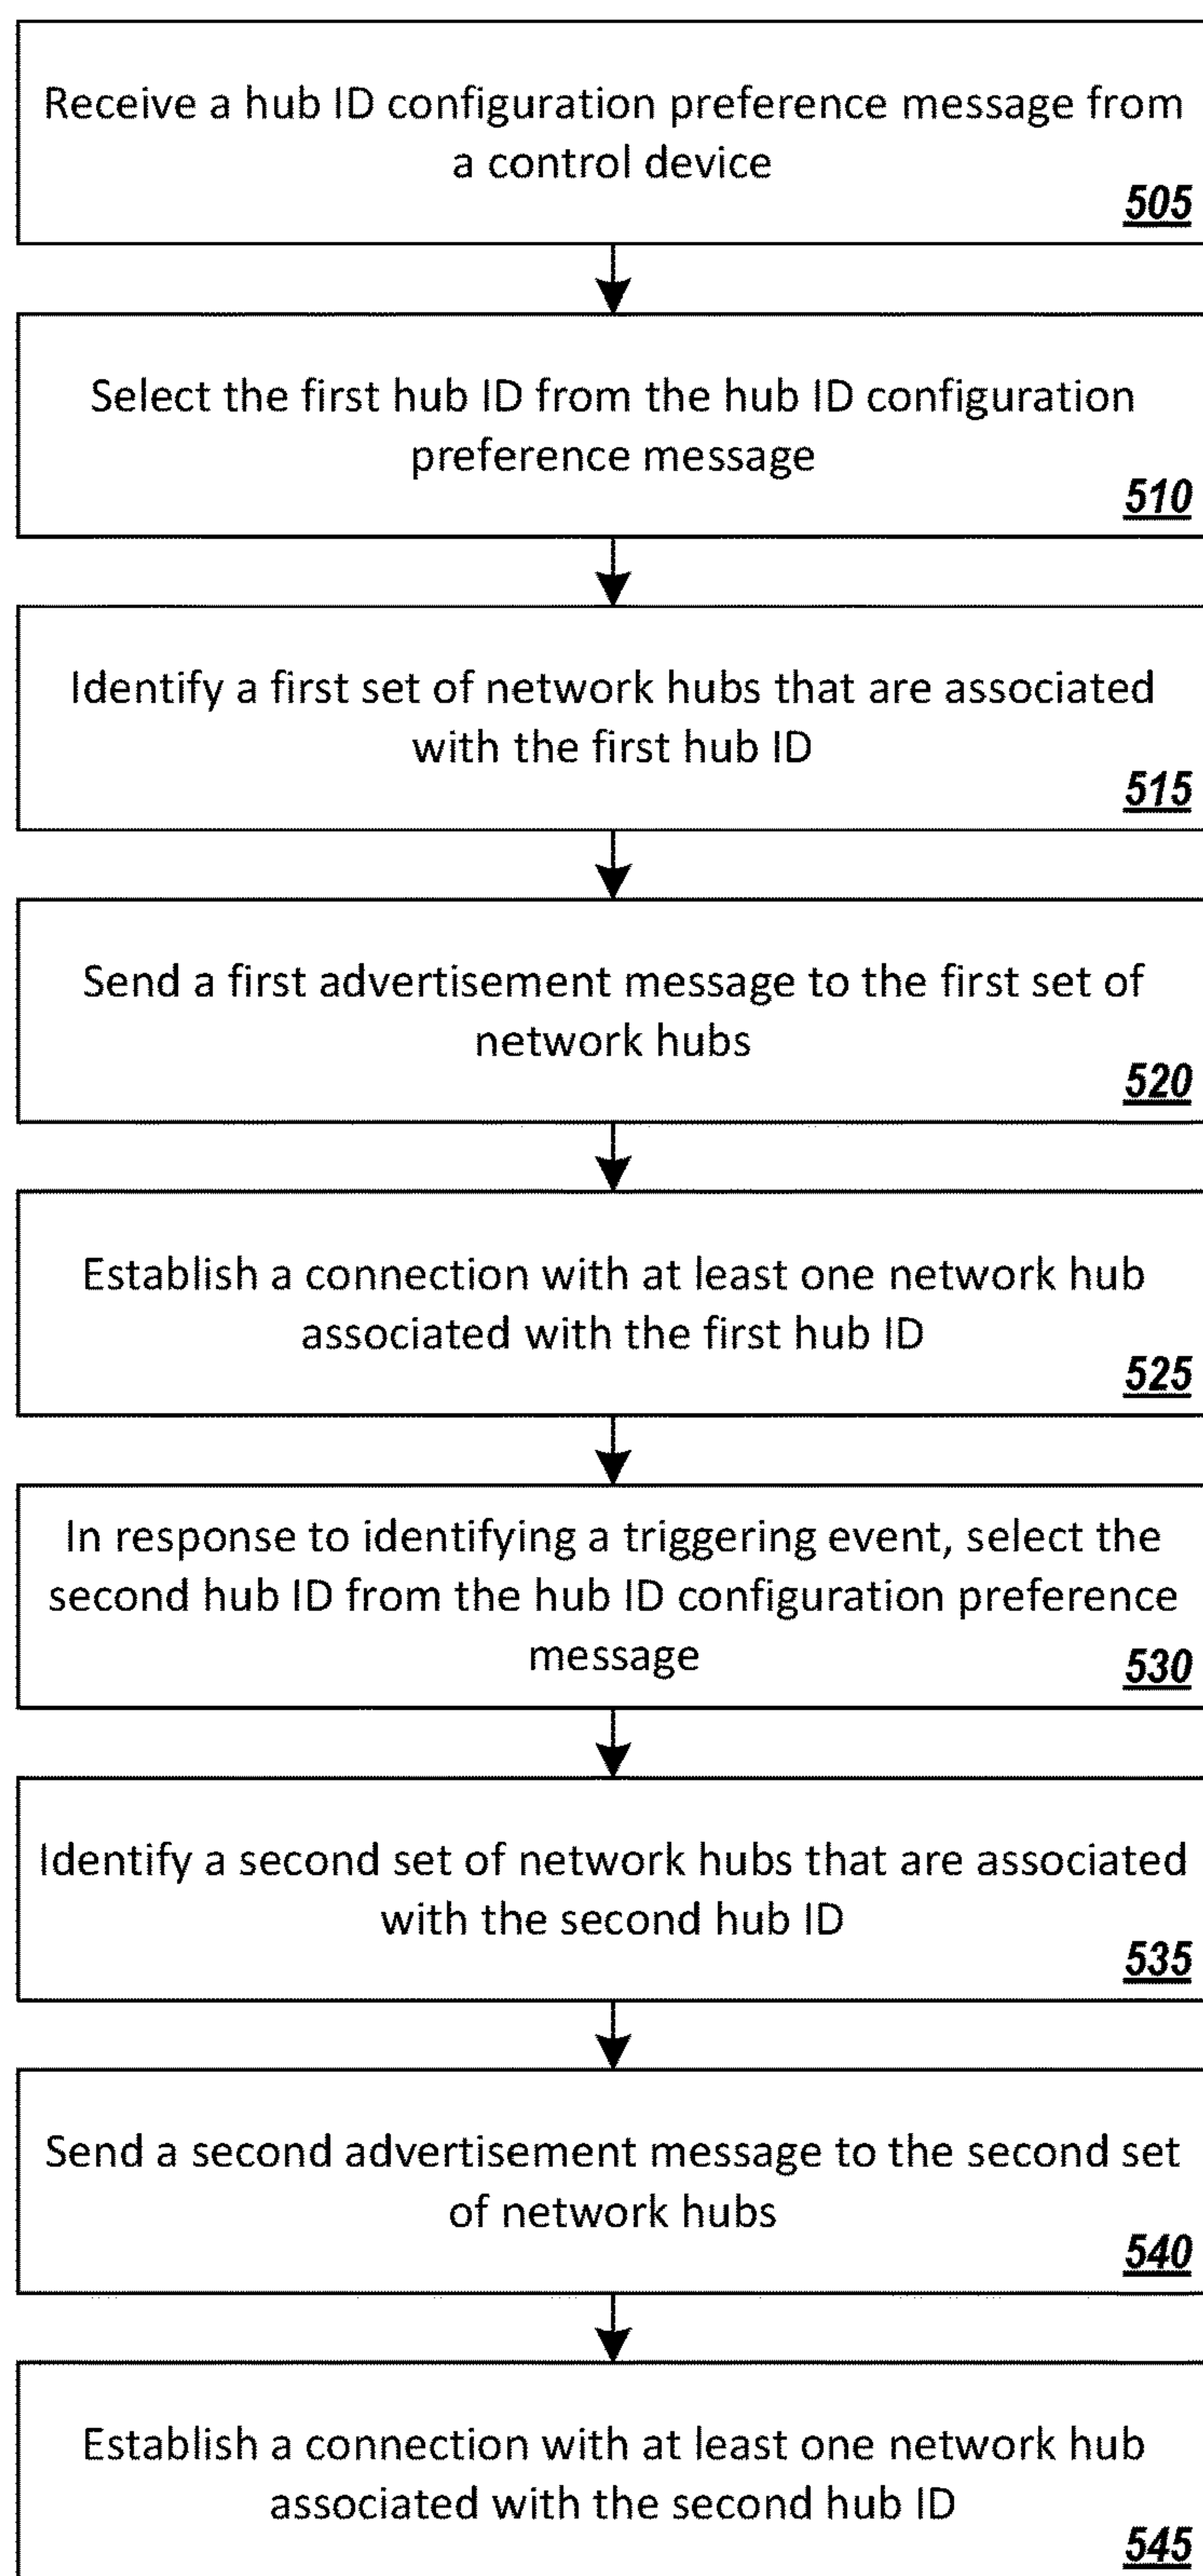 Receive a hub ID configuration preference message from
a control device
505
Select the first hub ID from the hub ID configuration
preference message
510
Identify a first set of network hubs that are associated
with the first hub ID
515
Send a first advertisement message to the first set of
network hubs
520
Establish a connection with at least one network hub
associated with the first hub ID
525
In response to identifying a triggering event, select the
second hub ID from the hub ID configuration preference
message
530
Identify a second set of network hubs that are associated
with the second hub ID
535
Send a second advertisement message to the second set
of network hubs
540
Establish a connection with at least one network hub
associated with the second hub ID
545